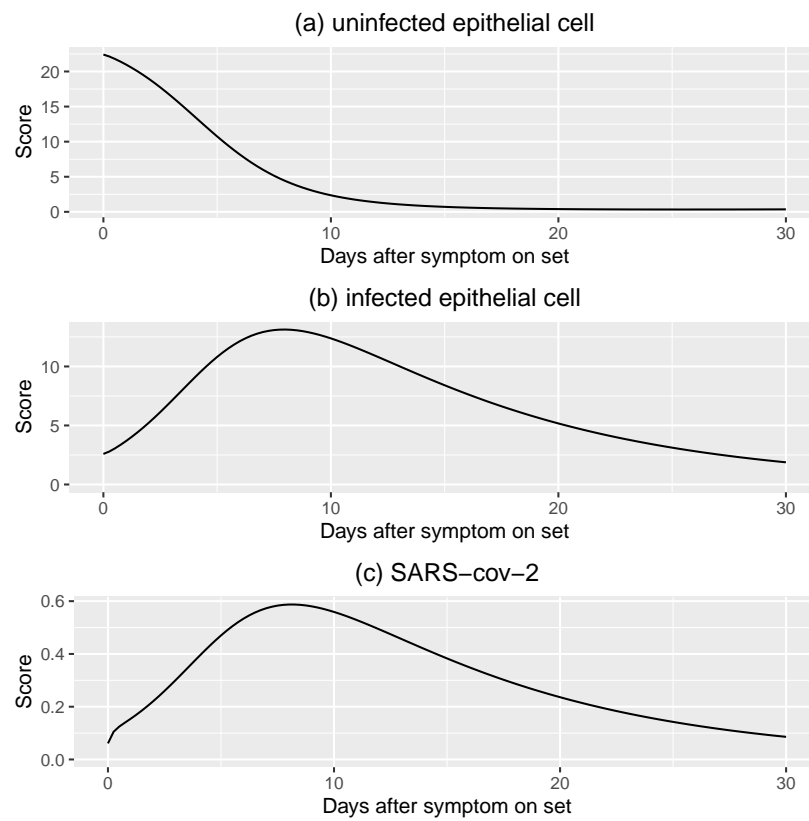 (a) uninfected epithelial cell
20
15
10
5
0
Score
0 10 20 30
Days after symptom on set
(b) infected epithelial cell
10
5
0
Score
0 10 20 30
Days after symptom on set
(c) SARS−cov−2
0.6
0.4
0.2
0.0
Score
0 10 20 30
Days after symptom on set